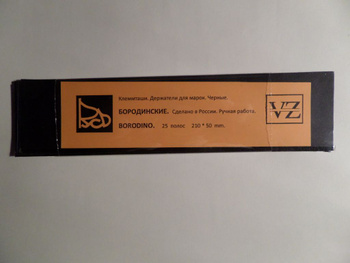 Клеммташи. Держатели для марок. Черные.
БОРОДИНСКИЕ. Сделано в России. Ручная работа.
BORODINO. 25 полос 210 * 50 mm.
VZ